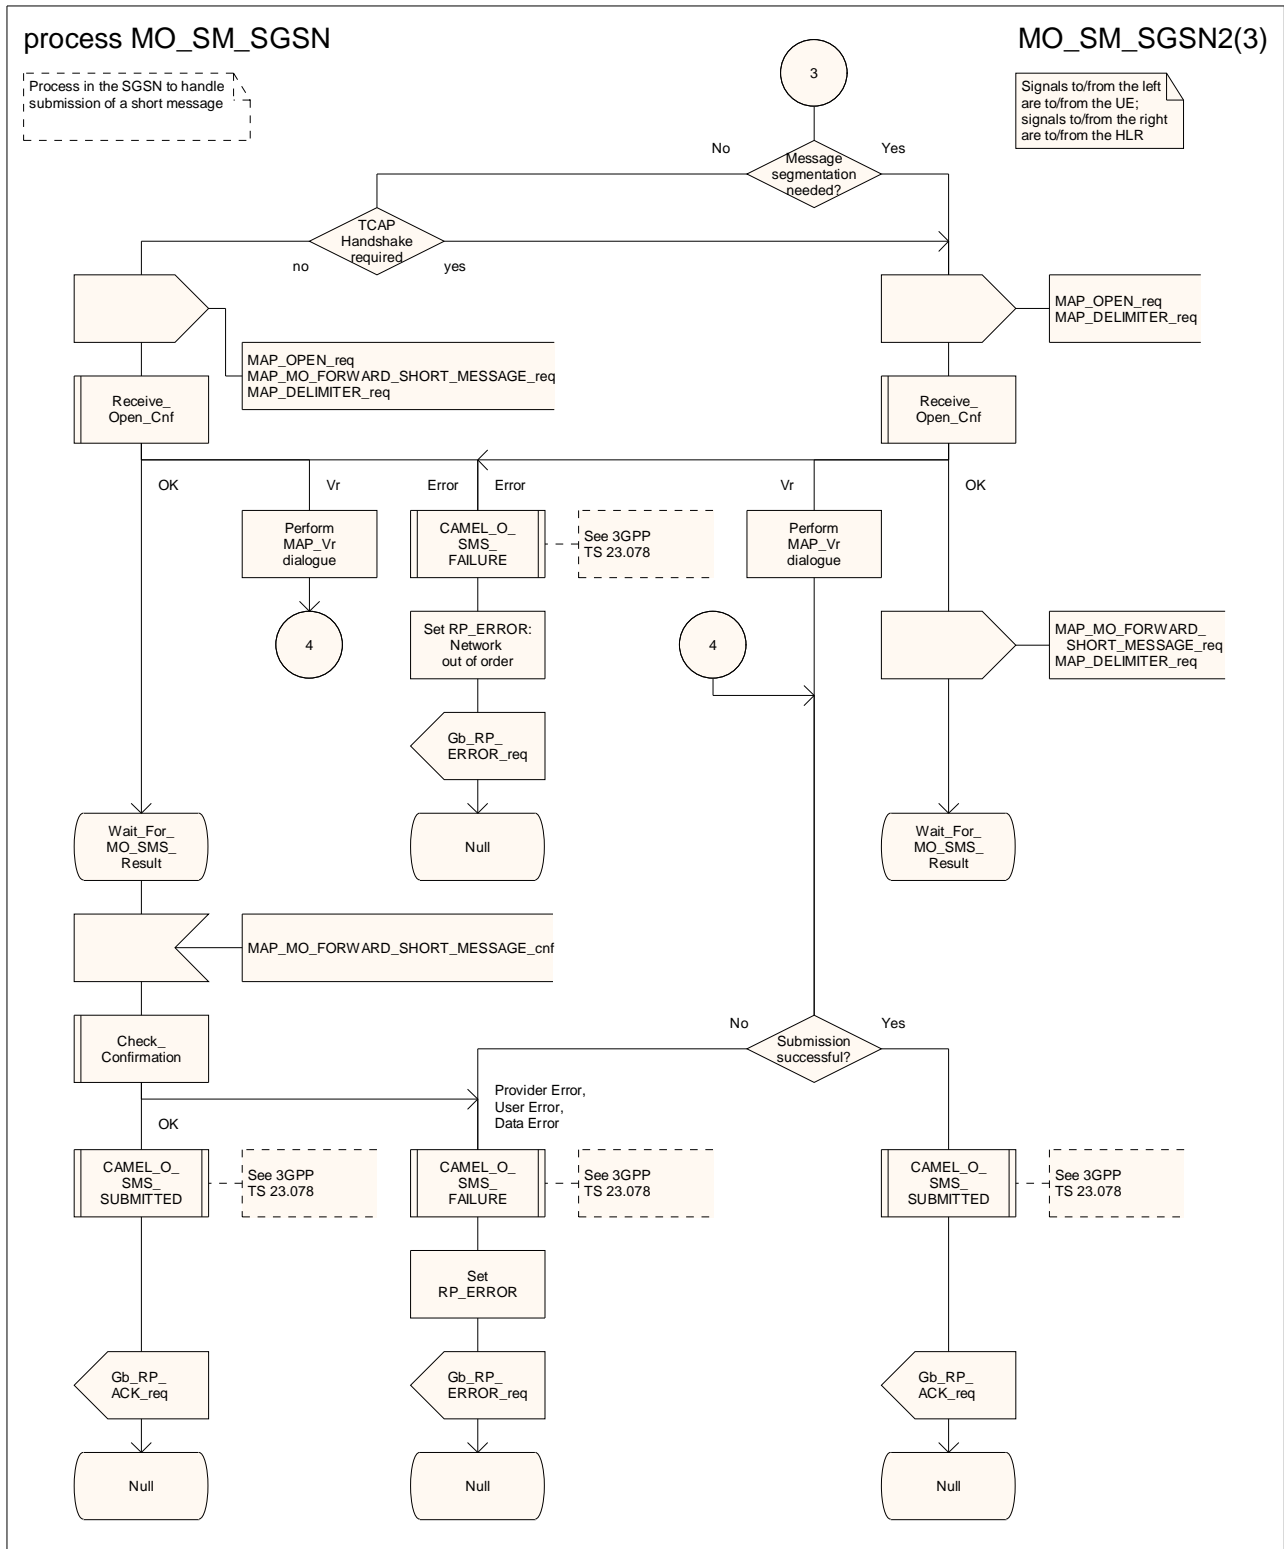 process MO_SM_SGSN
MO_SM_SGSN2(3)
Process in the SGSN to handle
submission of a short message
3
Signals to/from the left
are to/from the UE;
signals to/from the right
are to/from the HLR
No
Message
segmentation
needed?
Yes
TCAP
Handshake
required
no
yes
MAP_OPEN_req
MAP_DELIMITER_req
MAP_OPEN_req
MAP_MO_FORWARD_SHORT_MESSAGE_req
MAP_DELIMITER_req
Receive_
Open_Cnf
Receive_
Open_Cnf
OK
Vr
Error
Error
Vr
OK
Perform
MAP_Vr
dialogue
CAMEL_O_
SMS_
FAILURE
See 3GPP
TS 23.078
Perform
MAP_Vr
dialogue
4
Set RP_ERROR:
Network
out of order
4
MAP_MO_FORWARD_
SHORT_MESSAGE_req
MAP_DELIMITER_req
Gb_RP_
ERROR_req
Wait_For_
MO_SMS_
Result
Null
Wait_For_
MO_SMS_
Result
MAP_MO_FORWARD_SHORT_MESSAGE_cnf
Check_
Confirmation
No
Submission
successful?
Yes
Provider Error,
User Error,
Data Error
OK
CAMEL_O_
SMS_
SUBMITTED
See 3GPP
TS 23.078
CAMEL_O_
SMS_
FAILURE
See 3GPP
TS 23.078
CAMEL_O_
SMS_
SUBMITTED
See 3GPP
TS 23.078
Set
RP_ERROR
Gb_RP_
ACK_req
Gb_RP_
ERROR_req
Gb_RP_
ACK_req
Null
Null
Null